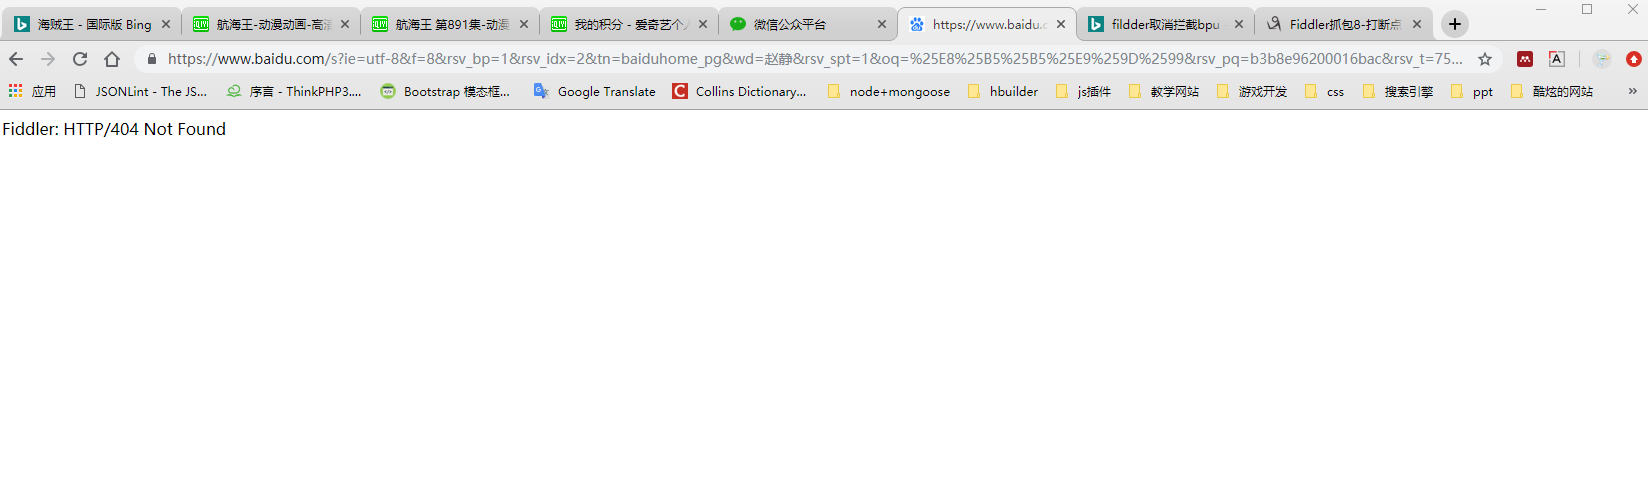 海贼王 - 国际版 Bing
航海王-动漫动画-高清
航海王 第891集-动漫
我的积分 - 爱奇艺个人
微信公众平台
https://www.baidu.c
fildder取消拦截bpu -
Fiddler抓包8-打断点
https://www.baidu.com/s?ie=utf-8&f=8&rsv_bp=1&rsv_idx=2&tn=baiduhome_pg&wd=赵静&rsv_spt=1&oq=%25E8%25B5%25B5%25E9%259D%2599&rsv_pq=b3b8e96200016bac&rsv_t=75...
应用
JSONLint - The JS...
序言 - ThinkPHP3....
Bootstrap 模态框...
Google Translate
Collins Dictionary...
node+mongoose
hbuilder
js插件
教学网站
游戏开发
css
搜索引擎
ppt
酷炫的网站
»
Fiddler: HTTP/404 Not Found